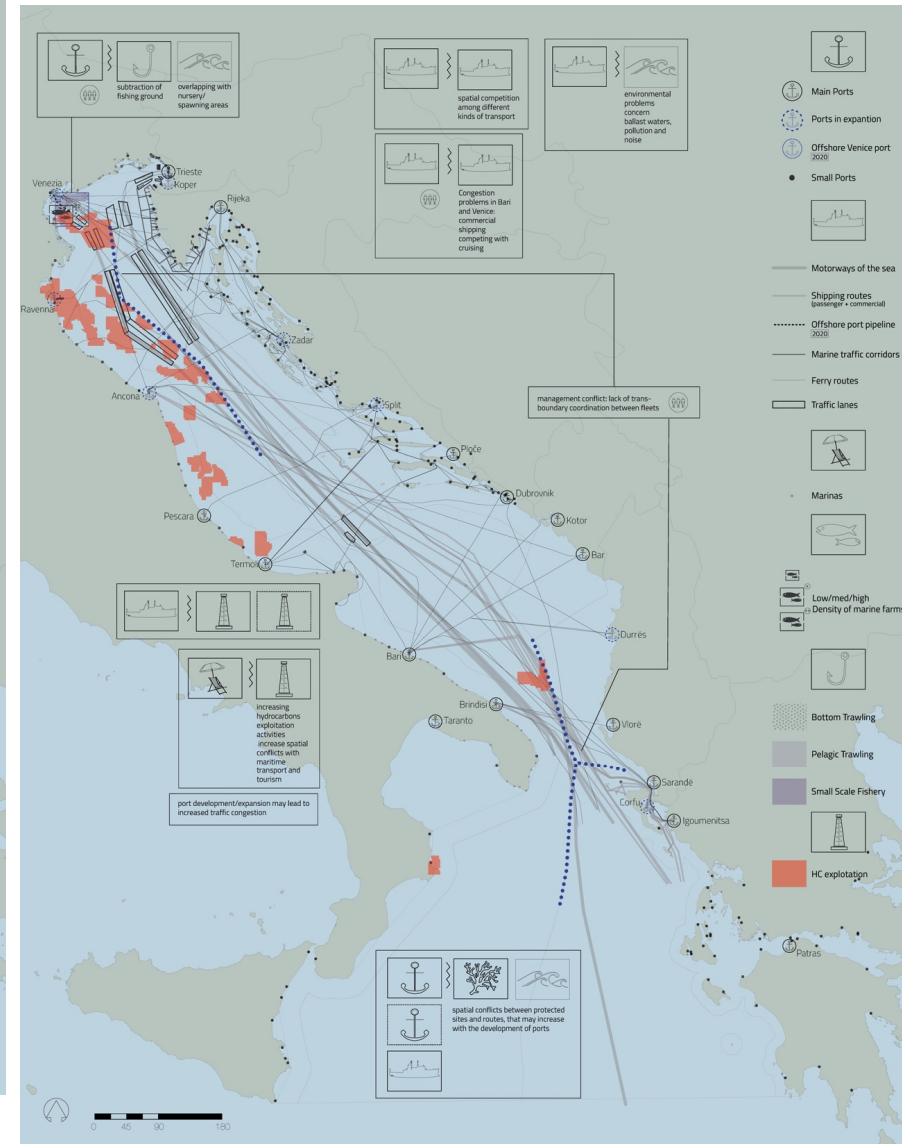 subtraction of
fishing ground
overlapping with
nursery/
spawning areas
spatial competition
among different
kinds of transport
environmental
problems
concern
ballast waters,
pollution and
noise
Congestion
problems in Bari
and Venice:
commercial
shipping
competing with
cruising
Trieste
Koper
Venezia
Rijeka
Ravenna
Zadar
Ancona
Split
management conflict: lack of trans-
boundary coordination between fleets
Ploče
Dubrovnik
Pescara
Kotor
Termoli
Bar
Durrës
Bari
Brindisi
Taranto
Vlorë
Sarandë
Corfu
Igoumenitsa
Patras
increasing
hydrocarbons
exploitation
activities
increase spatial
conflicts with
maritime
transport and
tourism
port development/expansion may lead to
increased traffic congestion
spatial conflicts between protected
sites and routes, that may increase
with the development of ports
0 45 90 180
Main Ports
Ports in expantion
Offshore Venice port
2020
Small Ports
Motorways of the sea
Shipping routes
(passenger + commercial)
Offshore port pipeline
2020
Marine traffic corridors
Ferry routes
Traffic lanes
Marinas
Low/med/high
Density of marine farms
Bottom Trawling
Pelagic Trawling
Small Scale Fishery
HC explotation